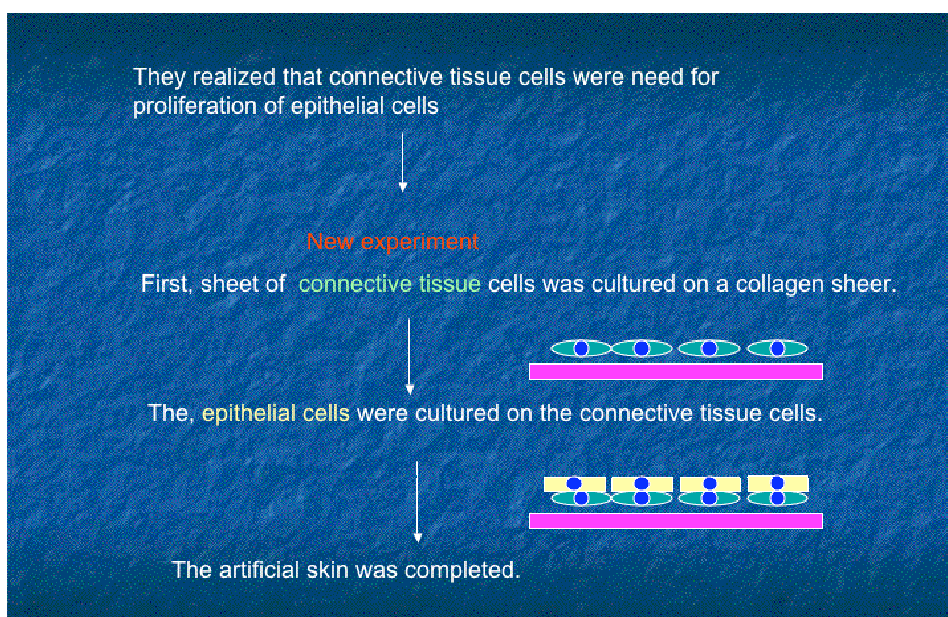 They realized that connective tissue cells were need for
proliferation of epithelial cells
New experiment
First, sheet of connective tissue cells was cultured on a collagen sheer.
The, epithelial cells were cultured on the connective tissue cells.
The artificial skin was completed.